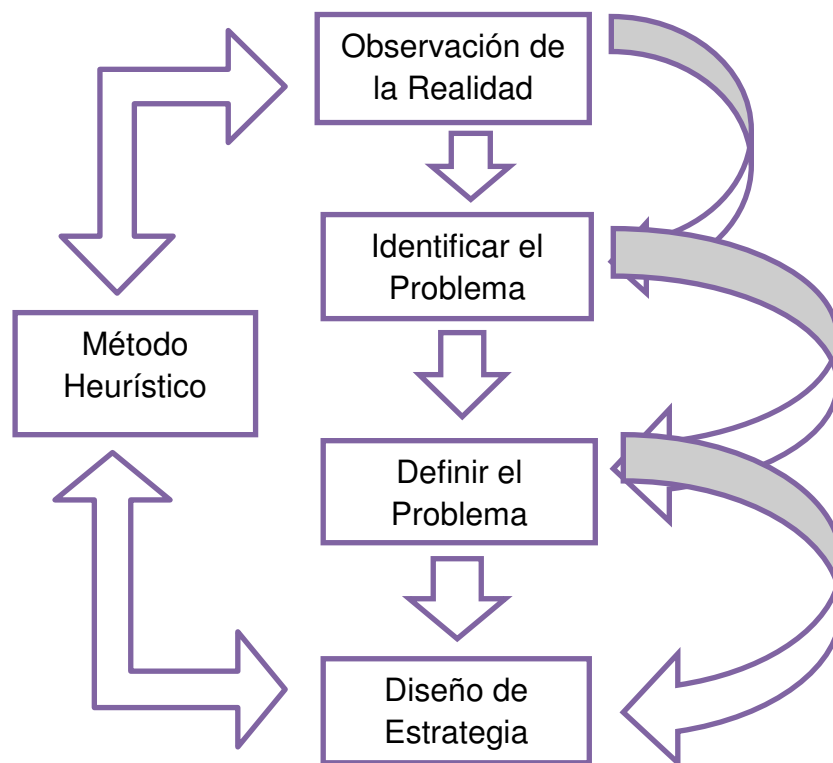 Observación de
la Realidad
Identificar el
Problema
Método
Heurístico
Definir el
Problema
Diseño de
Estrategia